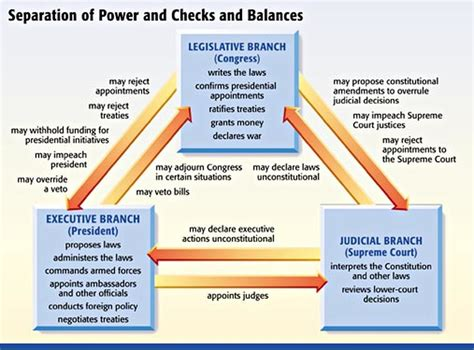 Separation of Power and Checks and Balances
LEGISLATIVE BRANCH
(Congress)
writes the laws
confirms presidential
appointments
ratifies treaties
grants money
declares war
may reject
appointments
may reject
treaties
may withhold funding for
presidential initiatives
may impeach
president
may override
a veto
may propose constitutional
amendments to overrule
judicial decisions
may impeach Supreme
Court justices
may reject
appointments to
the Supreme Court
may adjourn Congress
in certain situations
may veto bills
may declare laws
unconstitutional
EXECUTIVE BRANCH
(President)
proposes laws
administers the laws
commands armed forces
appoints ambassadors
and other officials
conducts foreign policy
negotiates treaties
may declare executive
actions unconstitutional
appoints judges
JUDICIAL BRANCH
(Supreme Court)
interprets the Constitution
and other laws
reviews lower-court
decisions